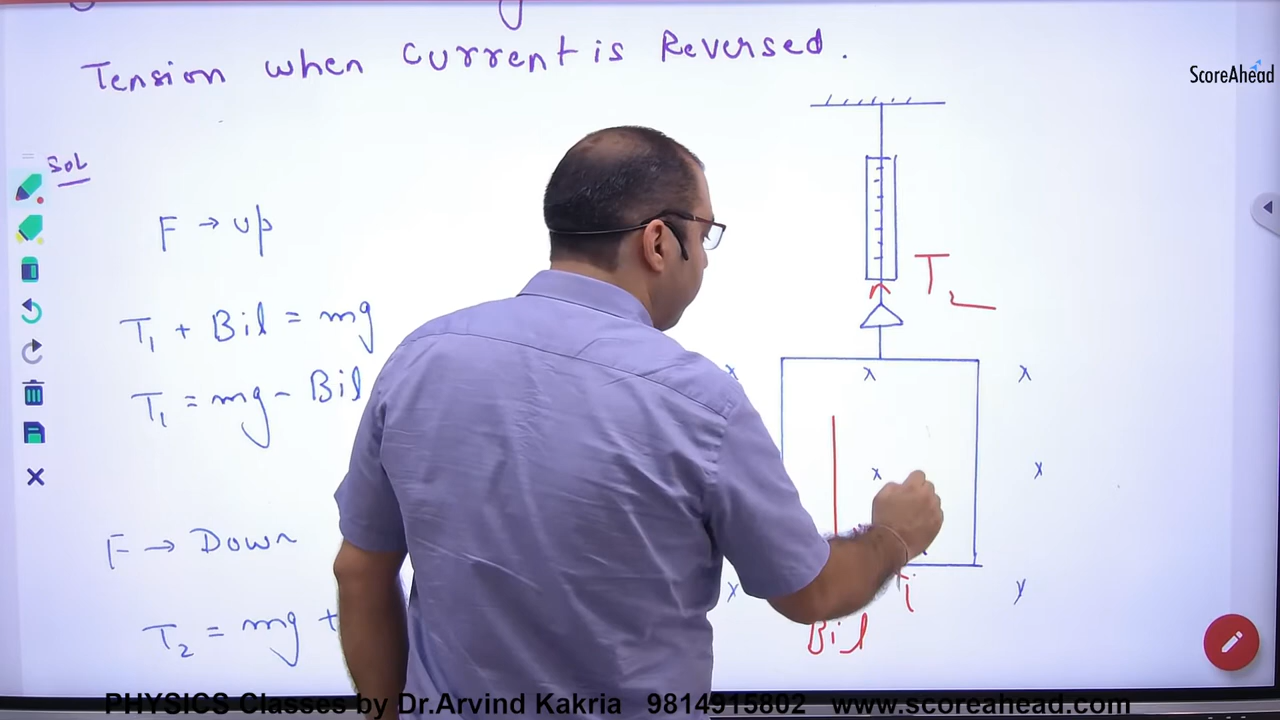 Tension when current is Reversed.
ScoreAhead
Sol
F → up
T1 + Bil = mg
T1 = mg - Bil
F → Down
T2 = mg +
T2
x x x
x x
x y
i
Bil
PHYSICS Classes by Dr.Arvind Kakria 9814915802 www.scoreahead.com